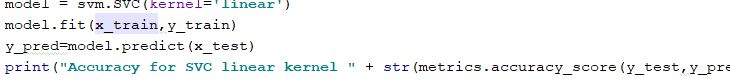 model = svm.SVC(kernel='linear')
model.fit(x_train,y_train)
y_pred=model.predict(x_test)
print("Accuracy for SVC linear kernel " + str(metrics.accuracy_score(y_test,y_pre